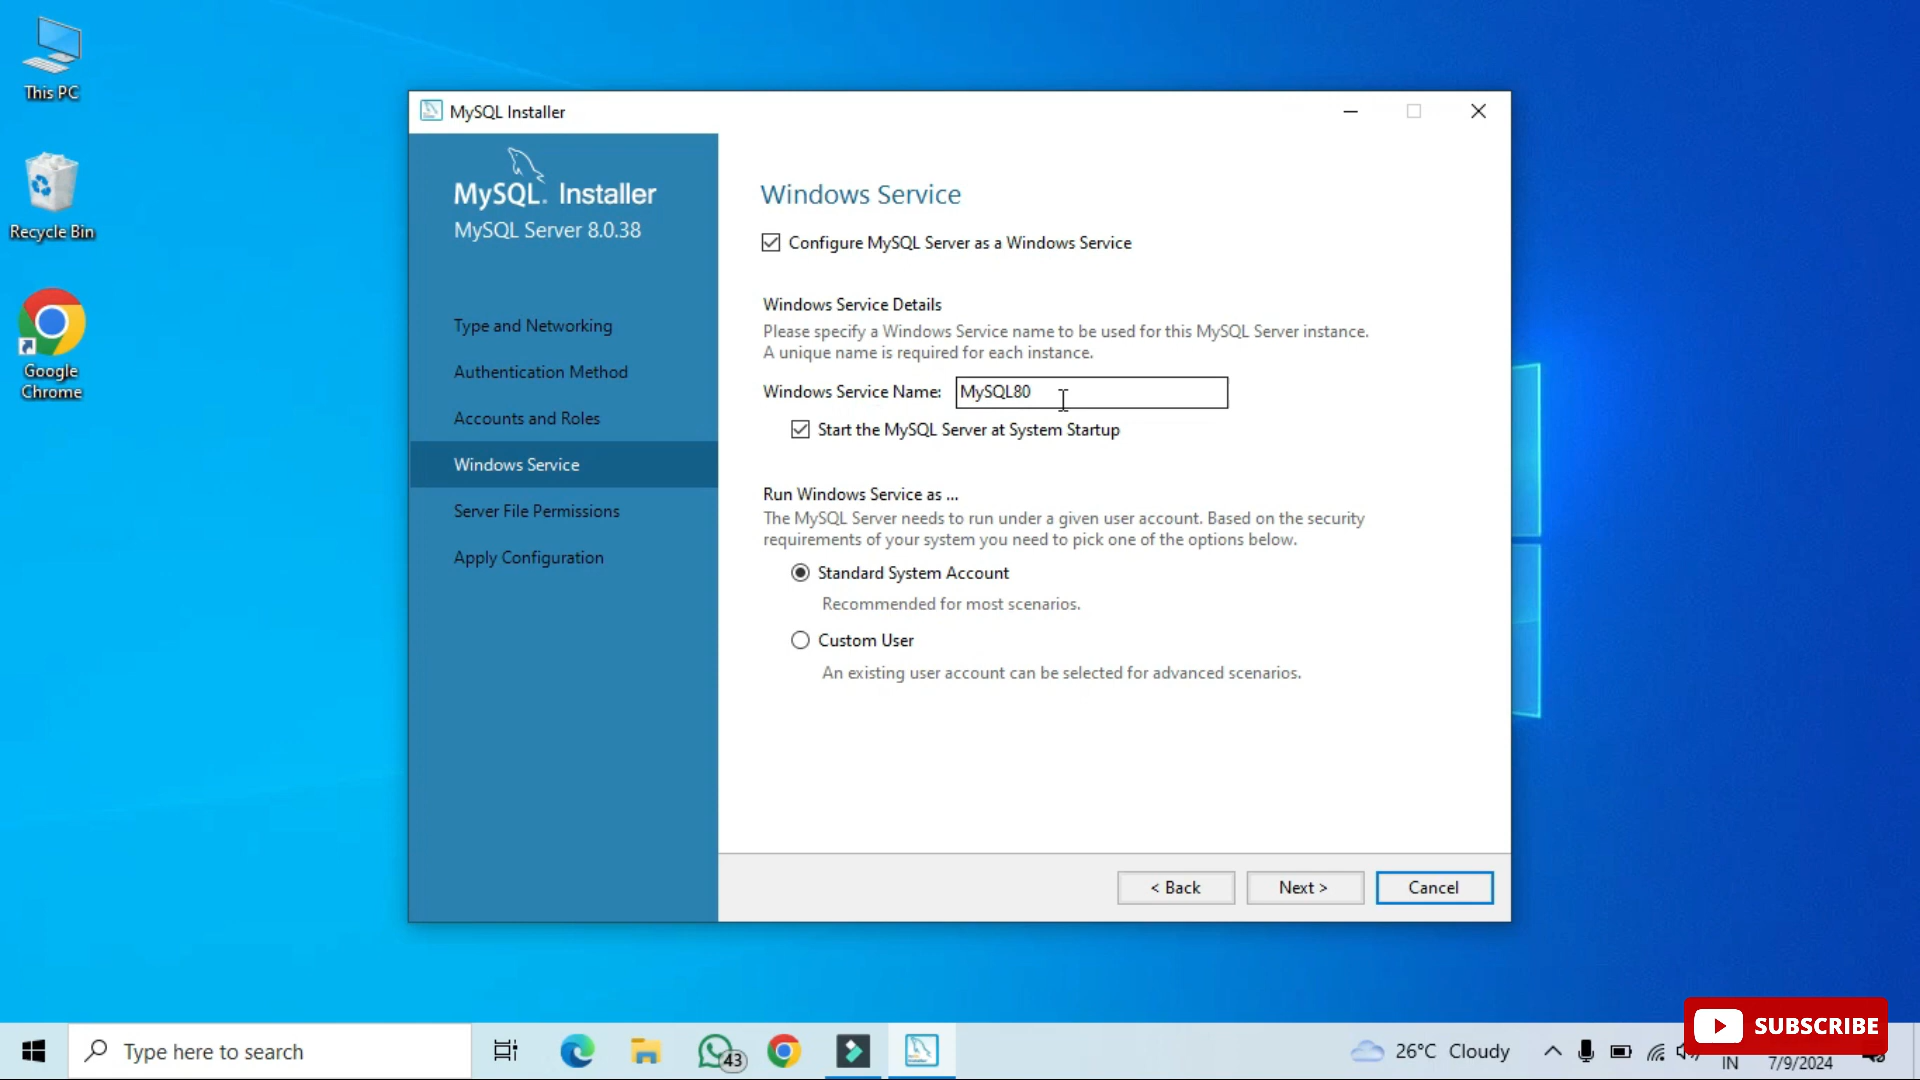 This PC
Recycle Bin
Google
Chrome
MySQL Installer
MySQL. Installer
MySQL Server 8.0.38
Type and Networking
Authentication Method
Accounts and Roles
Windows Service
Server File Permissions
Apply Configuration
Windows Service
Configure MySQL Server as a Windows Service
Windows Service Details
Please specify a Windows Service name to be used for this MySQL Server instance.
A unique name is required for each instance.
Windows Service Name: MySQL80
Start the MySQL Server at System Startup
Run Windows Service as ...
The MySQL Server needs to run under a given user account. Based on the security
requirements of your system you need to pick one of the options below.
Standard System Account
Recommended for most scenarios.
Custom User
An existing user account can be selected for advanced scenarios.
< Back
Next >
Cancel
SUBSCRIBE
Type here to search
43
26°C Cloudy
IN
7/9/2024